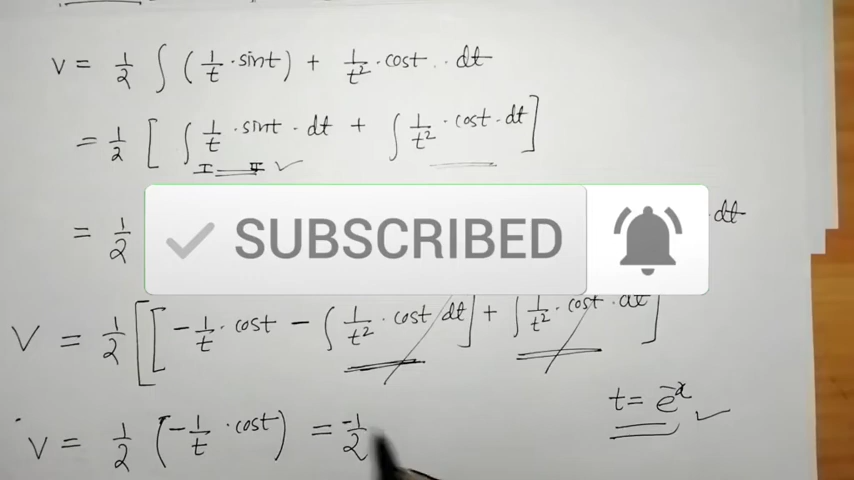 v = 1/2 ∫ (1/t · sint) + 1/t² · cost · · dt
= 1/2 [ ∫ 1/t · sint · dt + ∫ 1/t² · cost · dt ]
I II ✓
= 1/2 · dt
SUBSCRIBED
V = 1/2 [ [ -1/t · cost - ∫ 1/t² · cost dt ] + ∫ 1/t² · cost · dt ]
t = e^-x ✓
v = 1/2 ( -1/t · cost ) = -1/2